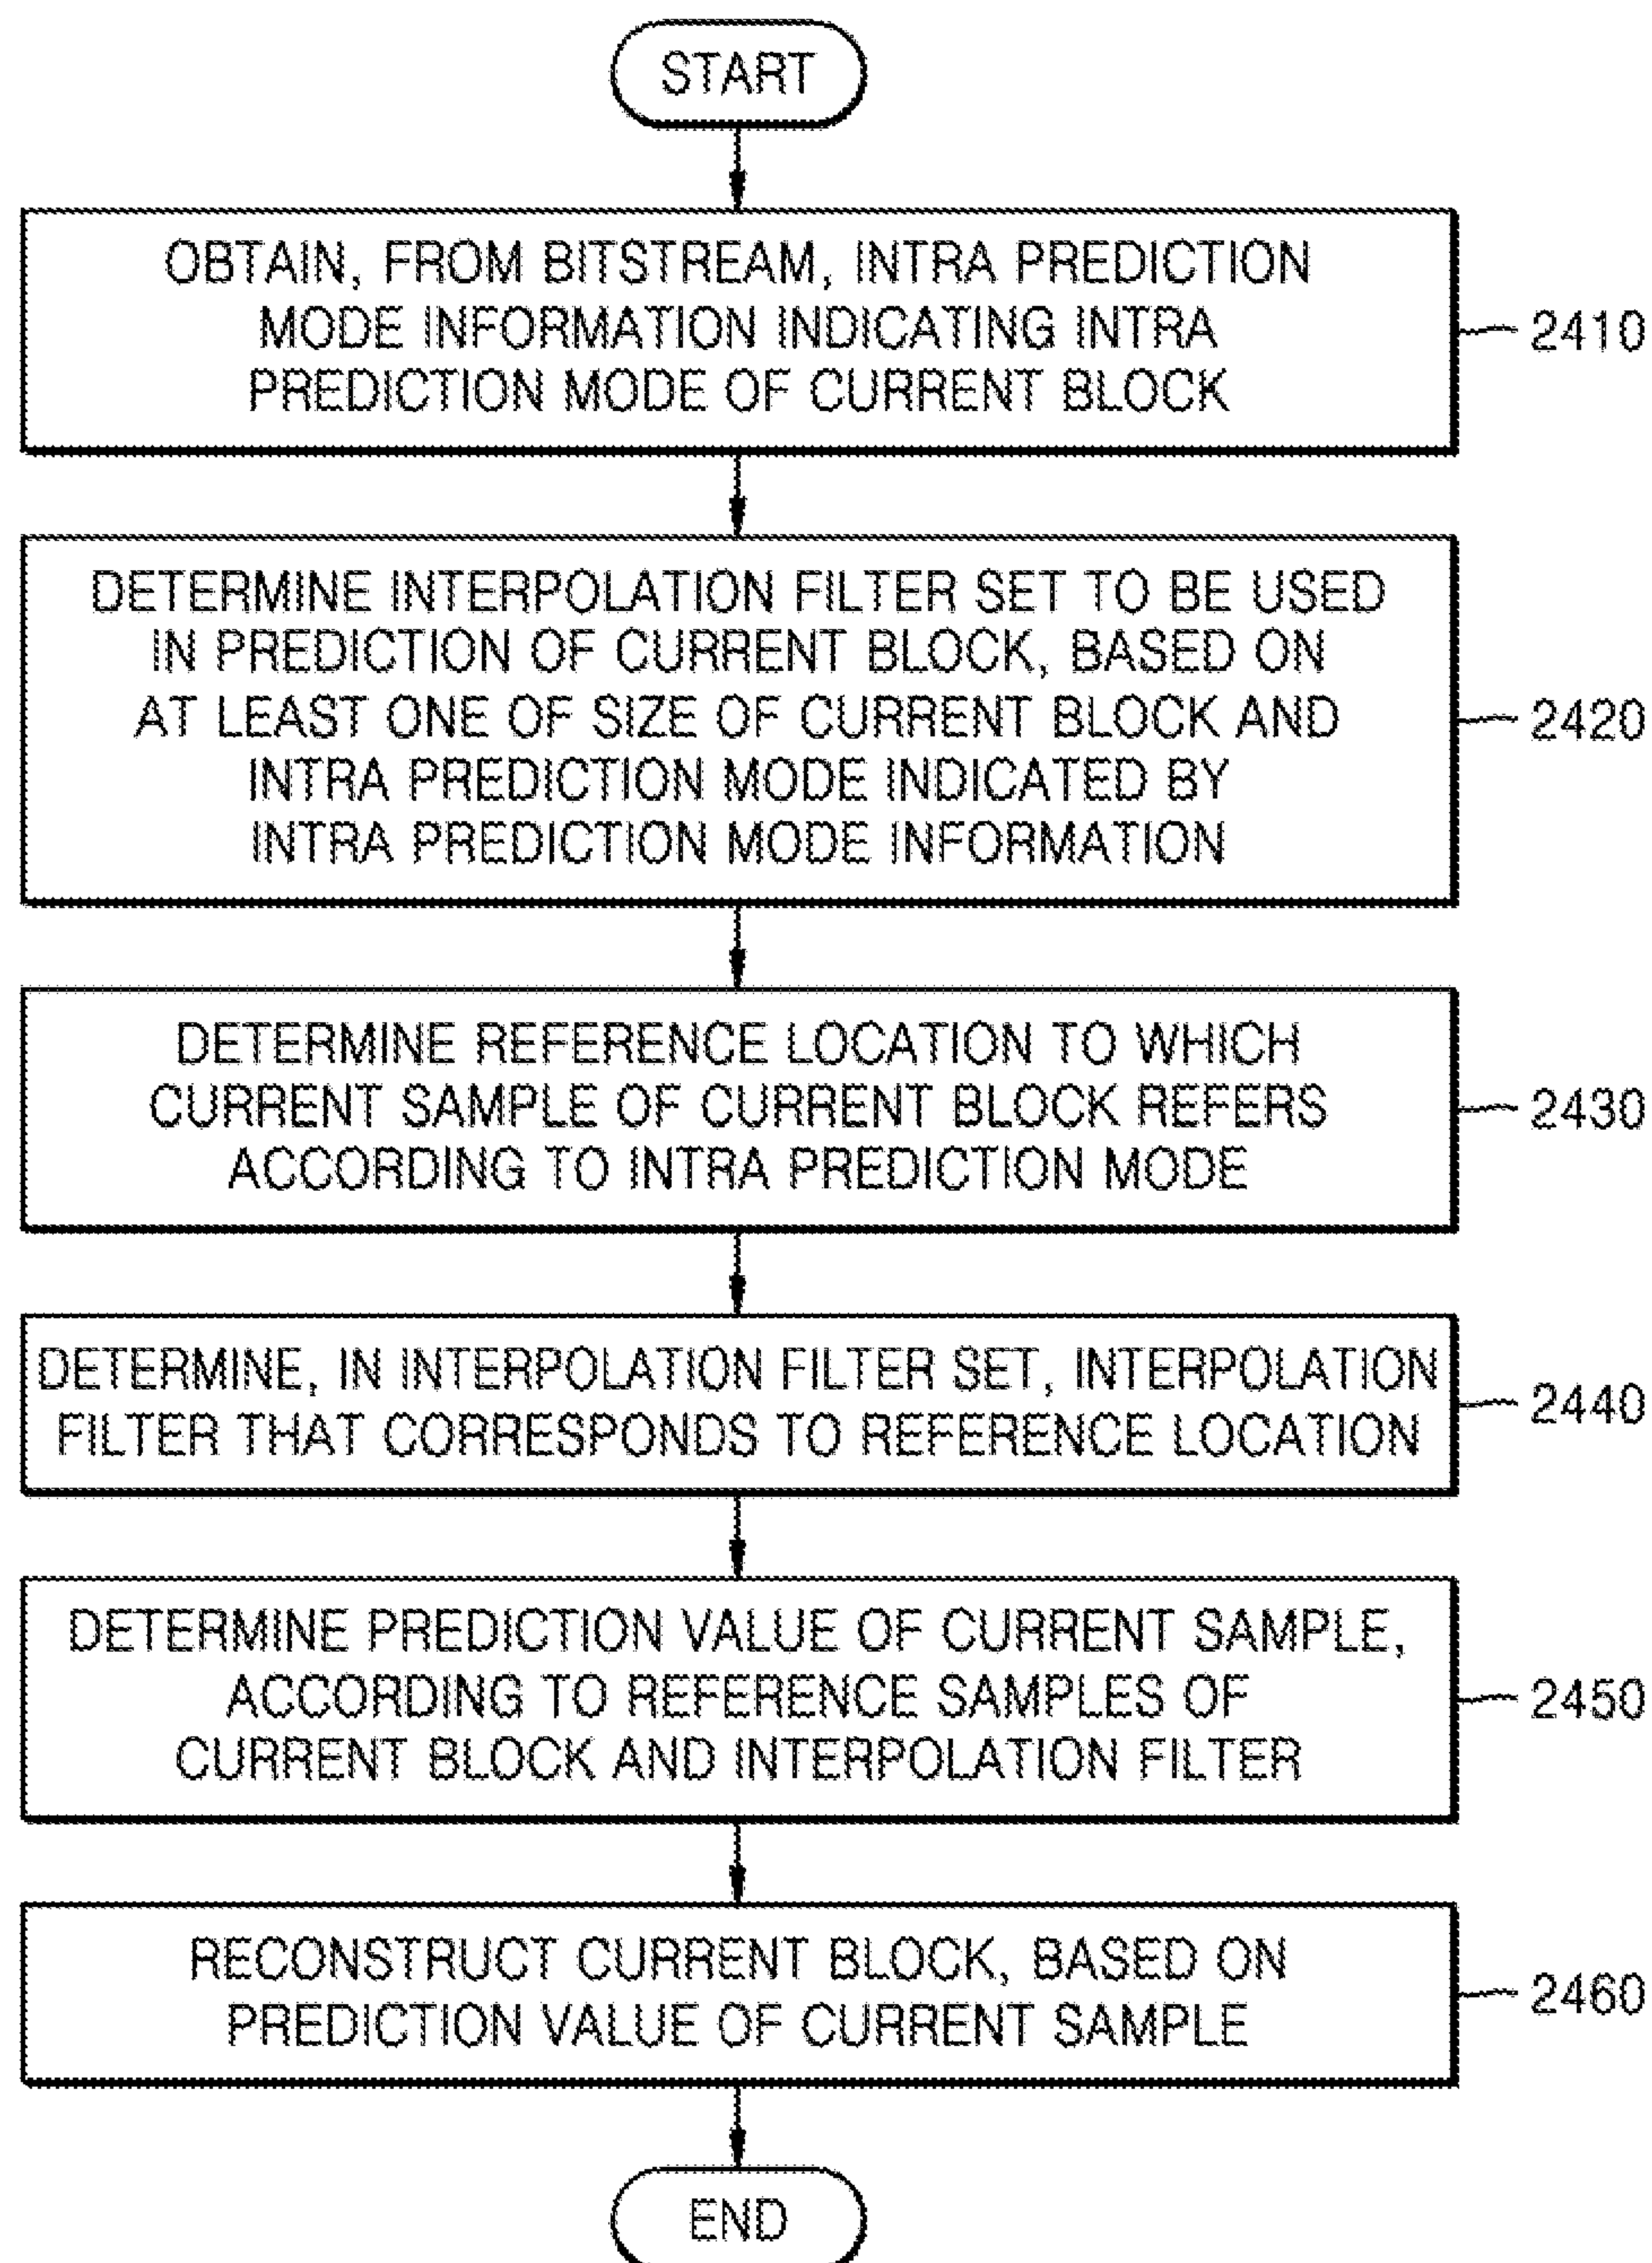 START
OBTAIN, FROM BITSTREAM, INTRA PREDICTION
MODE INFORMATION INDICATING INTRA
PREDICTION MODE OF CURRENT BLOCK
2410
DETERMINE INTERPOLATION FILTER SET TO BE USED
IN PREDICTION OF CURRENT BLOCK, BASED ON
AT LEAST ONE OF SIZE OF CURRENT BLOCK AND
INTRA PREDICTION MODE INDICATED BY
INTRA PREDICTION MODE INFORMATION
2420
DETERMINE REFERENCE LOCATION TO WHICH
CURRENT SAMPLE OF CURRENT BLOCK REFERS
ACCORDING TO INTRA PREDICTION MODE
2430
DETERMINE, IN INTERPOLATION FILTER SET, INTERPOLATION
FILTER THAT CORRESPONDS TO REFERENCE LOCATION
2440
DETERMINE PREDICTION VALUE OF CURRENT SAMPLE,
ACCORDING TO REFERENCE SAMPLES OF
CURRENT BLOCK AND INTERPOLATION FILTER
2450
RECONSTRUCT CURRENT BLOCK, BASED ON
PREDICTION VALUE OF CURRENT SAMPLE
2460
END